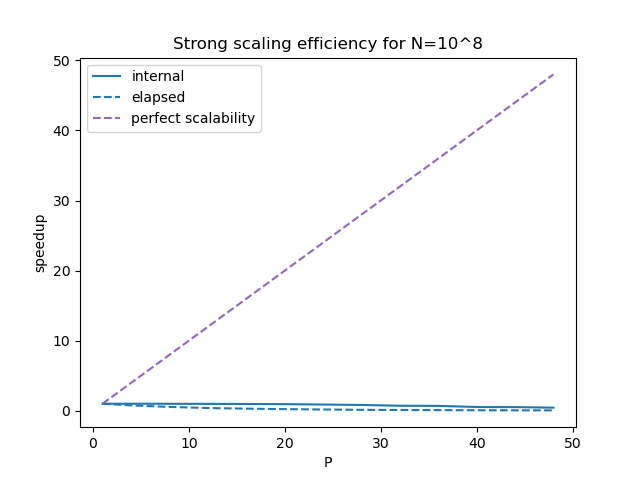 Strong scaling efficiency for N=10^8
internal
elapsed
perfect scalability
50
40
30
20
10
0
speedup
0 10 20 30 40 50
P